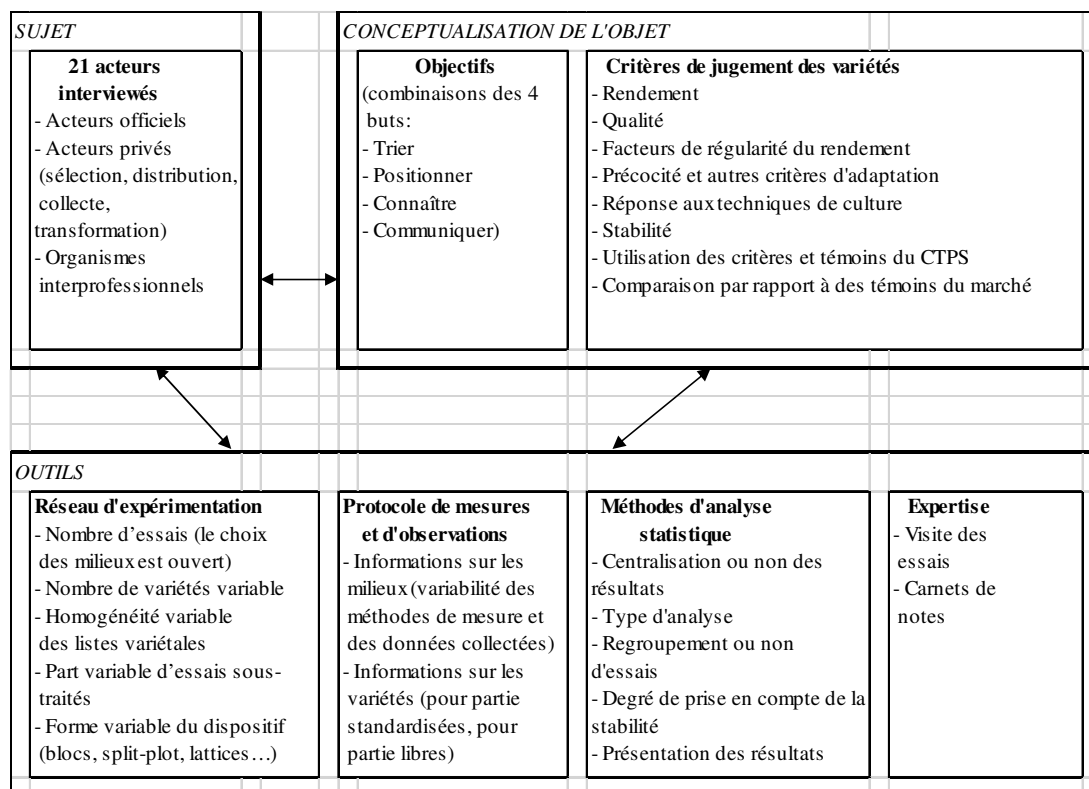 SUJET
21 acteurs
interviewés
- Acteurs officiels
- Acteurs privés
(sélection, distribution,
collecte,
transformation)
- Organismes
interprofessionnels
CONCEPTUALISATION DE L'OBJET
Objectifs
(combinaisons des 4
buts:
- Trier
- Positionner
- Connaître
- Communiquer)
Critères de jugement des variétés
- Rendement
- Qualité
- Facteurs de régularité du rendement
- Précocité et autres critères d'adaptation
- Réponse aux techniques de culture
- Stabilité
- Utilisation des critères et témoins du CTPS
- Comparaison par rapport à des témoins du marché
OUTILS
Réseau d'expérimentation
- Nombre d'essais (le choix
des milieux est ouvert)
- Nombre de variétés variable
- Homogénéité variable
des listes variétales
- Part variable d'essais sous-
traités
- Forme variable du dispositif
(blocs, split-plot, lattices…)
Protocole de mesures
et d'observations
- Informations sur les
milieu (variabilité des
méthodes de mesure et
des données collectées)
- Informations sur les
variétés (pour partie
standardisées, pour
partie libres)
Méthodes d'analyse
statistique
- Centralisation ou non des
résultats
- Type d'analyse
- Regroupement ou non
d'essais
- Degré de prise en compte de la
stabilité
- Présentation des résultats
Expertise
- Visite des
essais
- Carnets de
notes